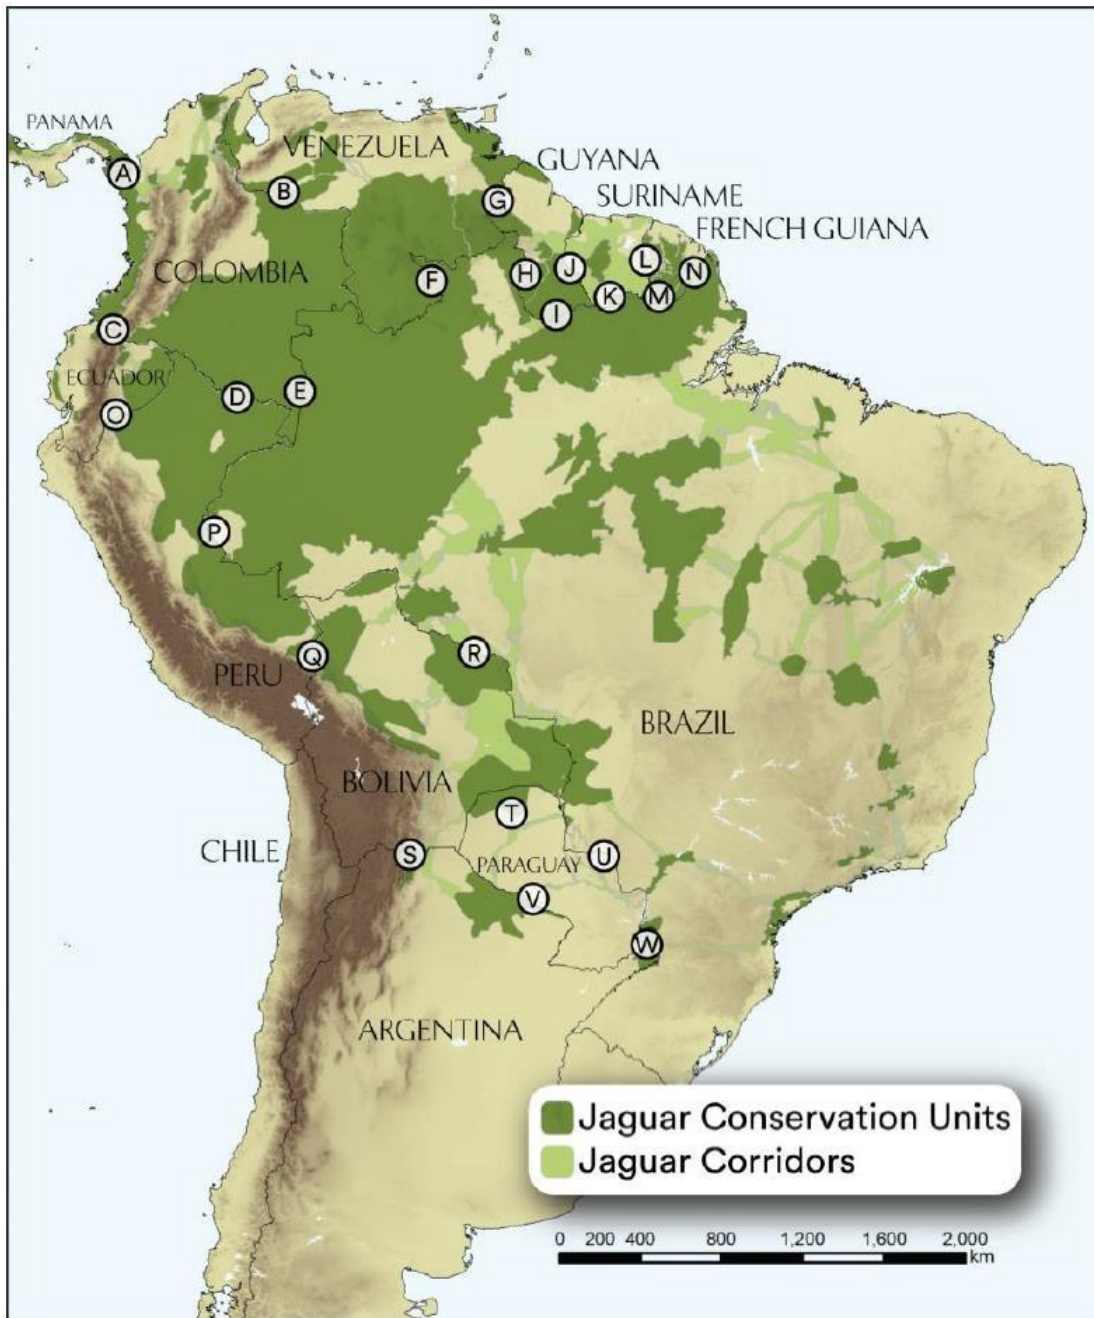 PANAMA
A
VENEZUELA
B
GUYANA
G
SURINAME
FRENCH GUIANA
COLOMBIA
F
H
J
L
N
K
M
I
C
ECUADOR
D
E
O
P
Q
R
PERU
BRAZIL
BOLIVIA
T
CHILE
S
PARAGUAY
U
V
W
ARGENTINA
Jaguar Conservation Units
Jaguar Corridors
0 200 400 800 1,200 1,600 2,000
km